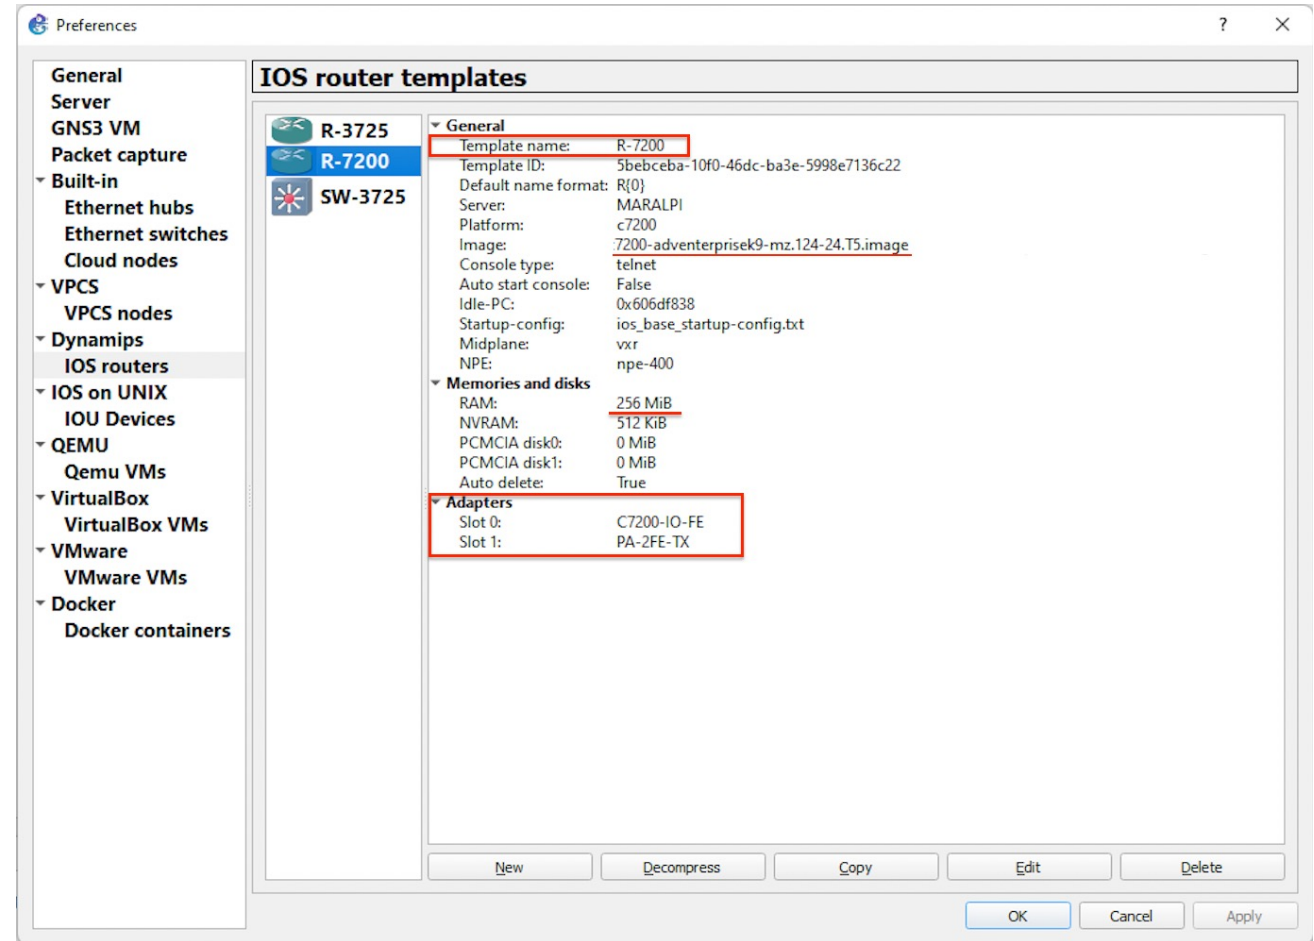 Preferences
?
General
Server
GNS3 VM
Packet capture
Built-in
Ethernet hubs
Ethernet switches
Cloud nodes
VPCS
VPCS nodes
Dynamips
IOS routers
IOS on UNIX
IOU Devices
QEMU
Qemu VMs
VirtualBox
VirtualBox VMs
VMware
VMware VMs
Docker
Docker containers
IOS router templates
R-3725
R-7200
SW-3725
General
Template name: R-7200
Template ID: 5bebceba-10f0-46dc-ba3e-5998e7136c22
Default name format: R{0}
Server: MARALPI
Platform: c7200
Image: :7200-adventerprisek9-mz.124-24.T5.image
Console type: telnet
Auto start console: False
Idle-PC: 0x606df838
Startup-config: ios_base_startup-config.txt
Midplane: vxr
NPE: npe-400
Memories and disks
RAM: 256 MiB
NVRAM: 512 KiB
PCMCIA disk0: 0 MiB
PCMCIA disk1: 0 MiB
Auto delete: True
Adapters
Slot 0: C7200-IO-FE
Slot 1: PA-2FE-TX
New
Decompress
Copy
Edit
Delete
OK
Cancel
Apply